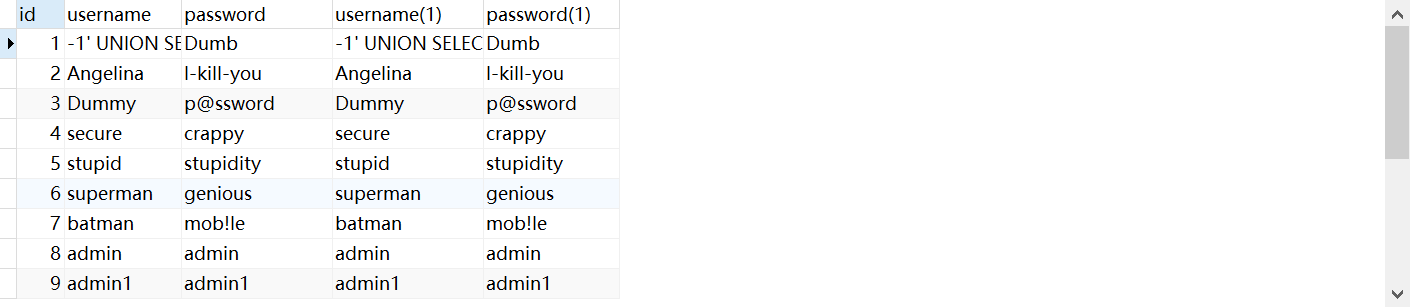 id username password username(1) password(1)
1 -1' UNION SE Dumb -1' UNION SELEC Dumb
2 Angelina I-kill-you Angelina I-kill-you
3 Dummy p@ssword Dummy p@ssword
4 secure crappy secure crappy
5 stupid stupidity stupid stupidity
6 superman genious superman genious
7 batman mob!le batman mob!le
8 admin admin admin admin
9 admin1 admin1 admin1 admin1